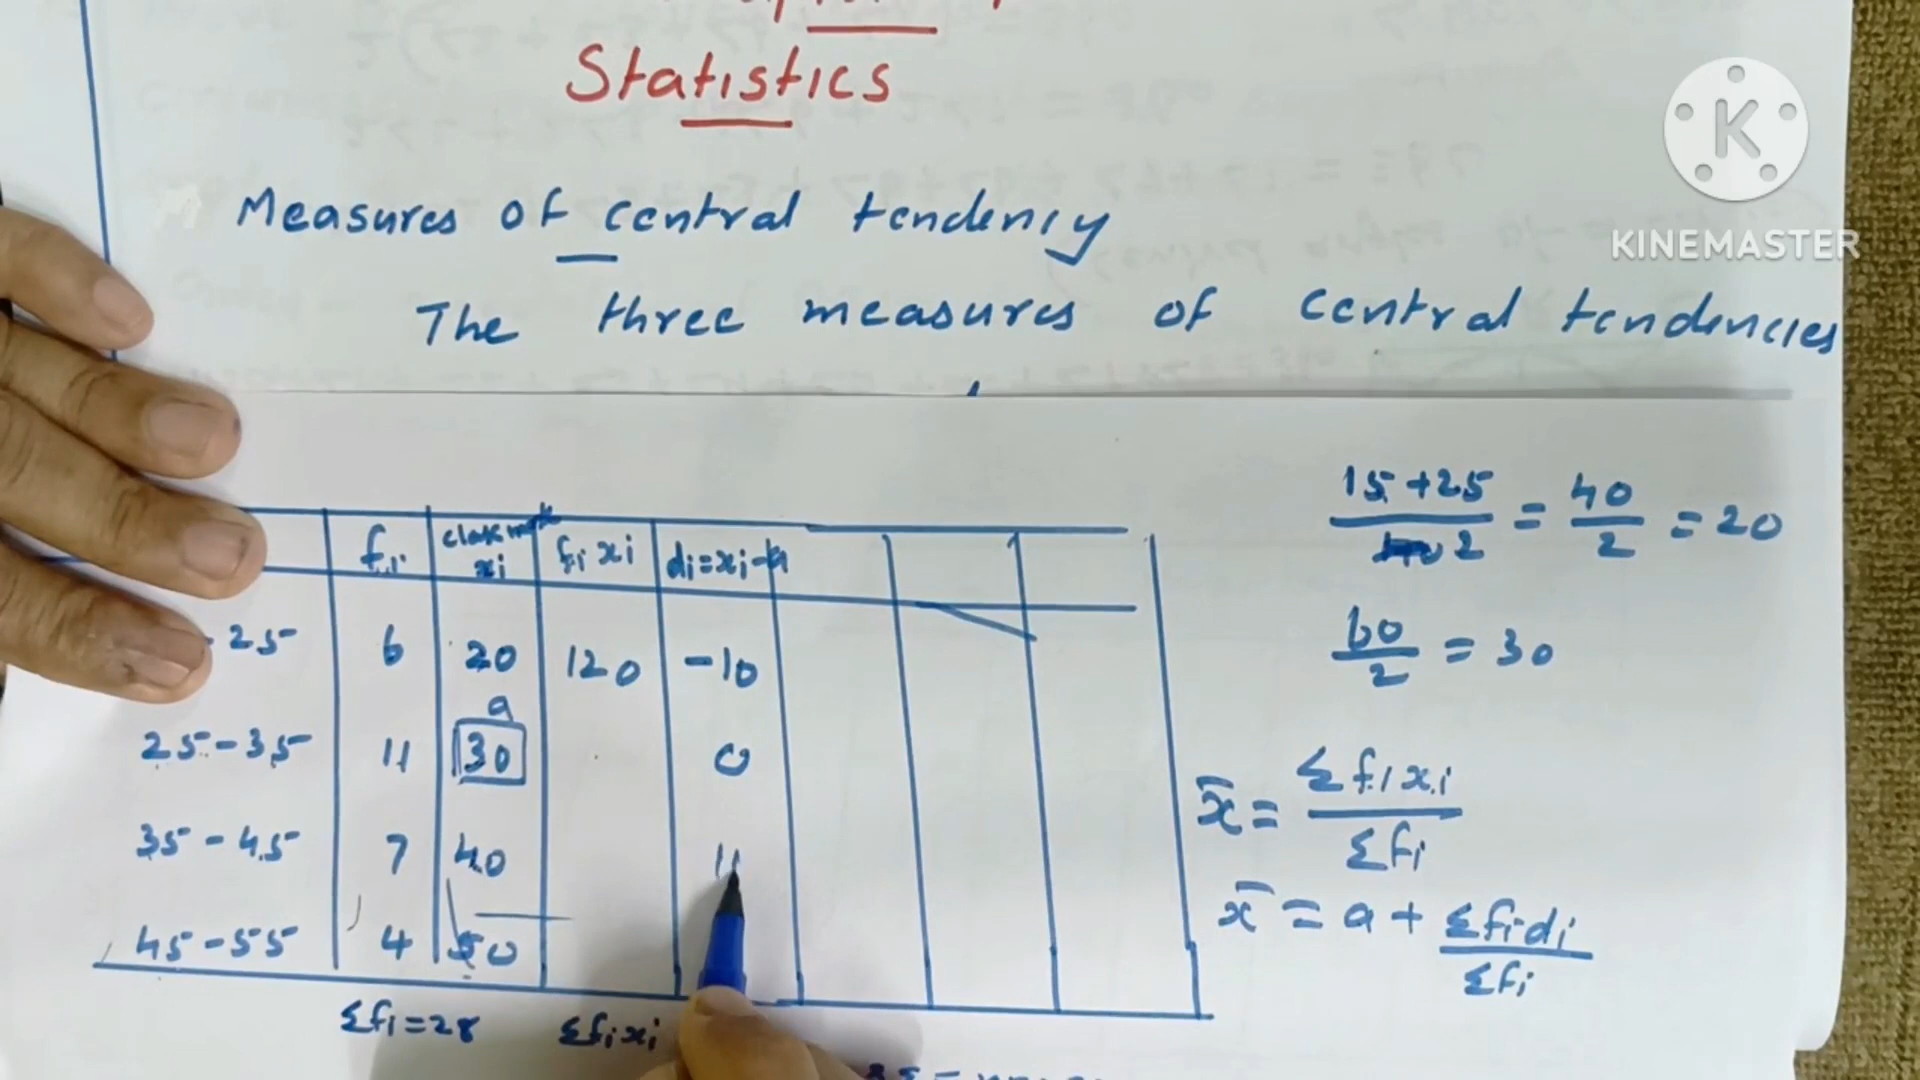 Statistics
K
KINEMASTER
Measures of central tendency
The three measures of central tendencies
fi class mark xi fi xi di=xi-a
-25 6 20 120 -10
a
25-35 11 30 0
35-45 7 40
45-55 4 50
Σfi=28 Σfixi
15+25/2 = 40/2 = 20
60/2 = 30
x̄ = Σfixi/Σfi
x̄ = a + Σfidi/Σfi